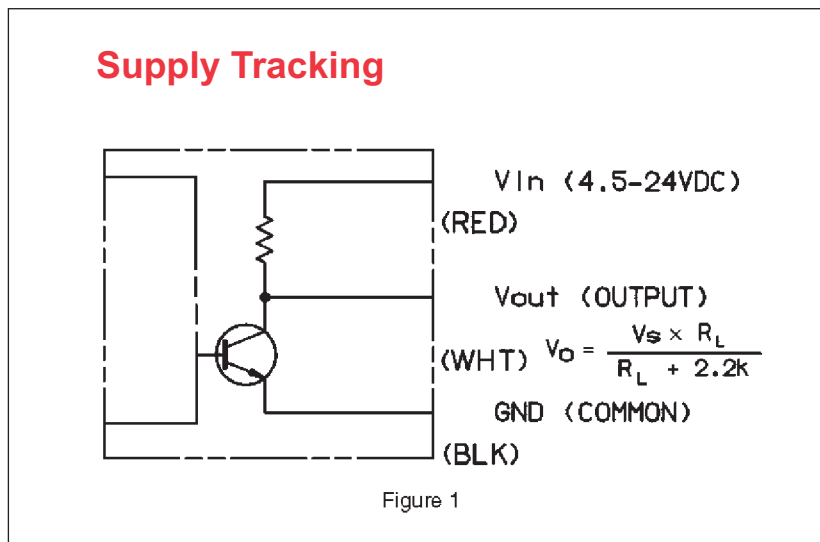 Supply Tracking
VIn (4.5-24VDC)
(RED)
Vout (OUTPUT)
(WHT) Vo = Vs × RL / RL + 2.2k
GND (COMMON)
(BLK)
Figure 1